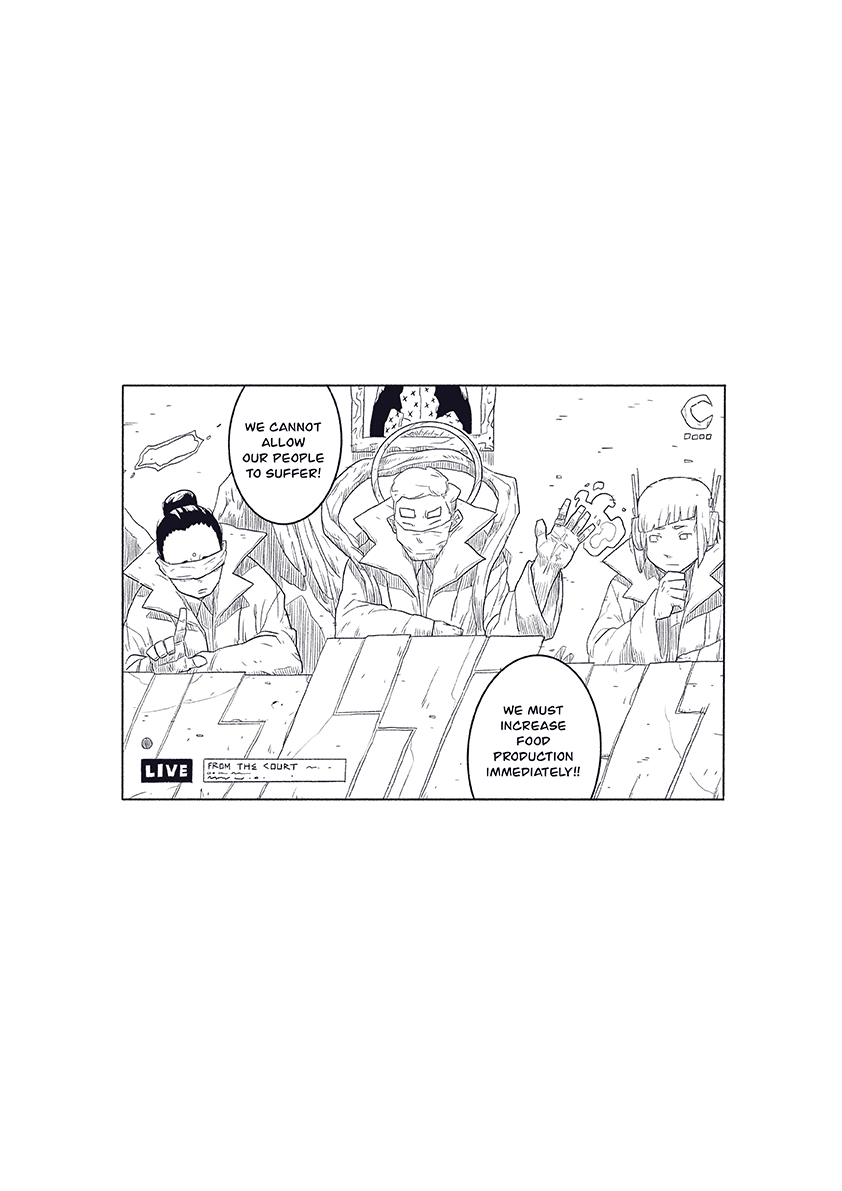 WE CANNOT
ALLOW
OUR PEOPLE
TO SUFFER!
WE MUST
INCREASE
FOOD
PRODUCTION
IMMEDIATELY!!
LIVE
FROM THE COURT